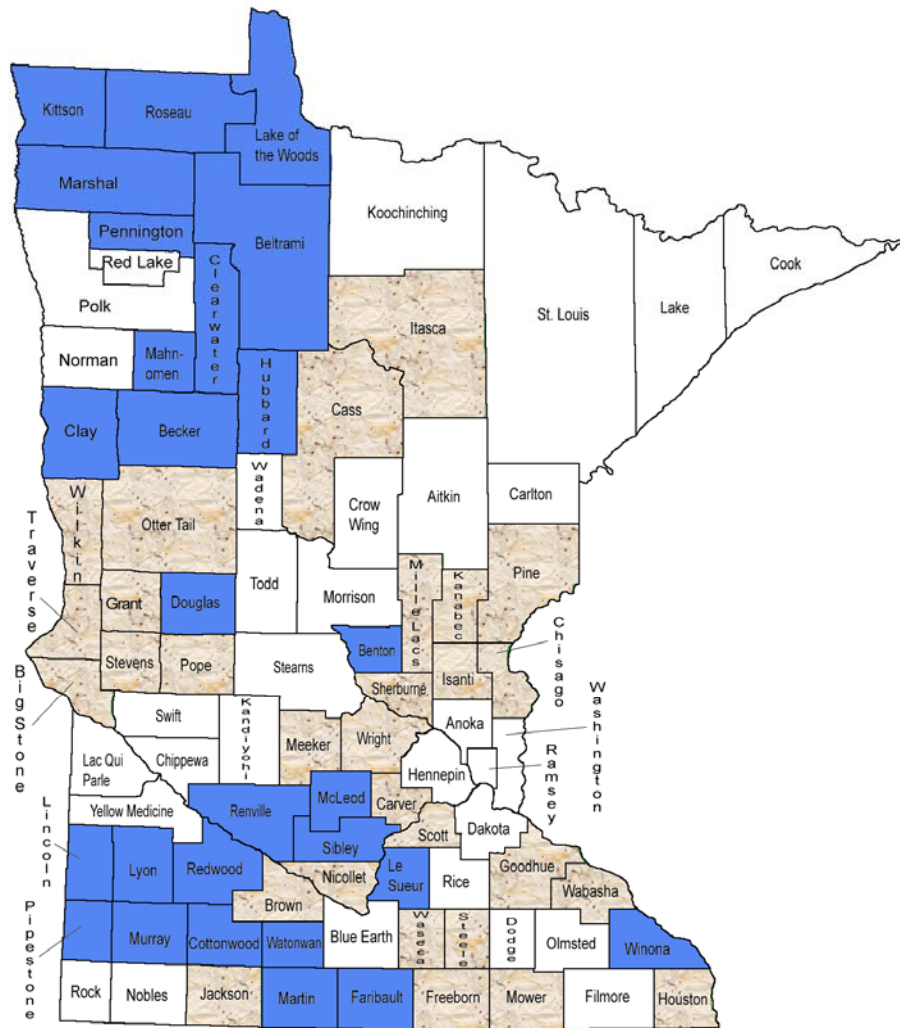 Kittson
Roseau
Lake of
the Woods
Marshal
Koochinching
Pennington
Beltrami
Red Lake
Clearwater
Cook
Polk
St. Louis
Lake
Itasca
Norman
Mahn-
omen
Hubbard
Cass
Clay
Becker
Wadena
Aitkin
Carlton
Crow
Wing
Wilkin
Otter Tail
Traverse
Pine
Mille Lacs
Kanabec
Grant
Douglas
Todd
Morrison
Chisago
Benton
Stevens
Pope
Stearns
Isanti
Big Stone
Sherburne
Washington
Swift
Kandiyohi
Anoka
Meeker
Wright
Ramsey
Lac Qui
Parle
Chippewa
Hennepin
Lincoln
Yellow Medicine
Renville
McLeod
Carver
Scott
Dakota
Sibley
Lyon
Redwood
Goodhue
Nicollet
Le
Sueur
Rice
Wabasha
Brown
Pipestone
Murray
Cottonwood
Watonwan
Blue Earth
Waseca
Steele
Dodge
Olmsted
Winona
Rock
Nobles
Jackson
Martin
Faribault
Freeborn
Mower
Filmore
Houston